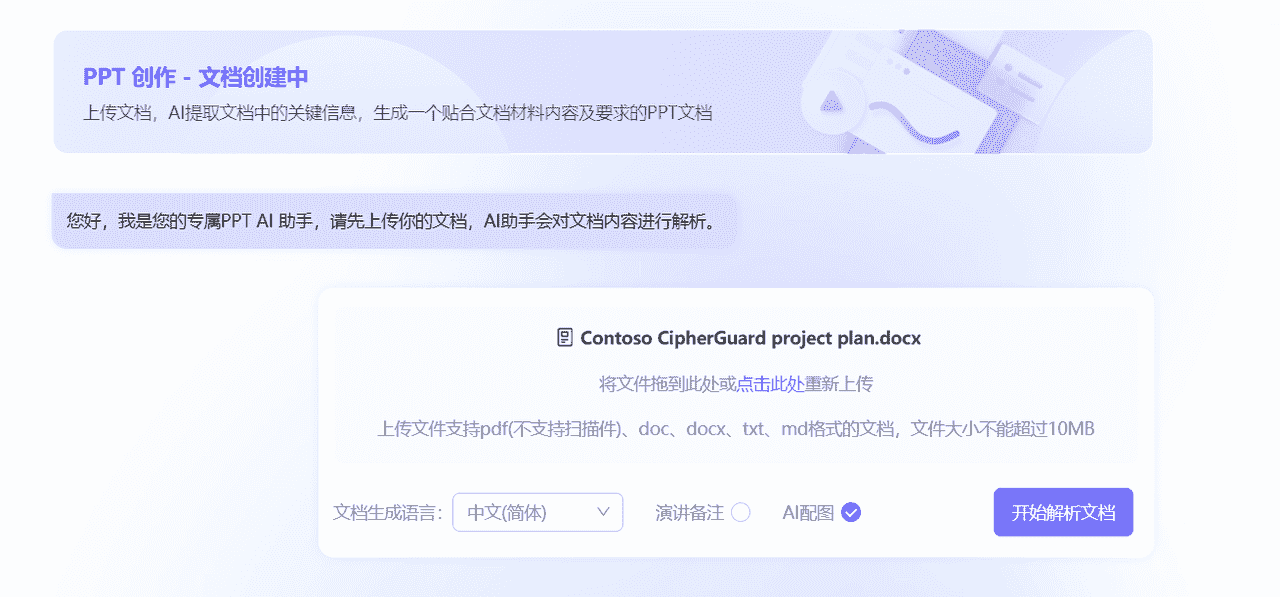 PPT 创作 - 文档创建中
上传文档，AI提取文档中的关键信息，生成一个贴合文档材料内容及要求的PPT文档
您好，我是您的专属PPT AI 助手，请先上传你的文档，AI助手会对文档内容进行解析。
Contoso CipherGuard project plan.docx
将文件拖到此处或点击此处重新上传
上传文件支持pdf(不支持扫描件)、doc、docx、txt、md格式的文档，文件大小不能超过10MB
文档生成语言： 中文(简体) 演讲备注 AI配图 开始解析文档